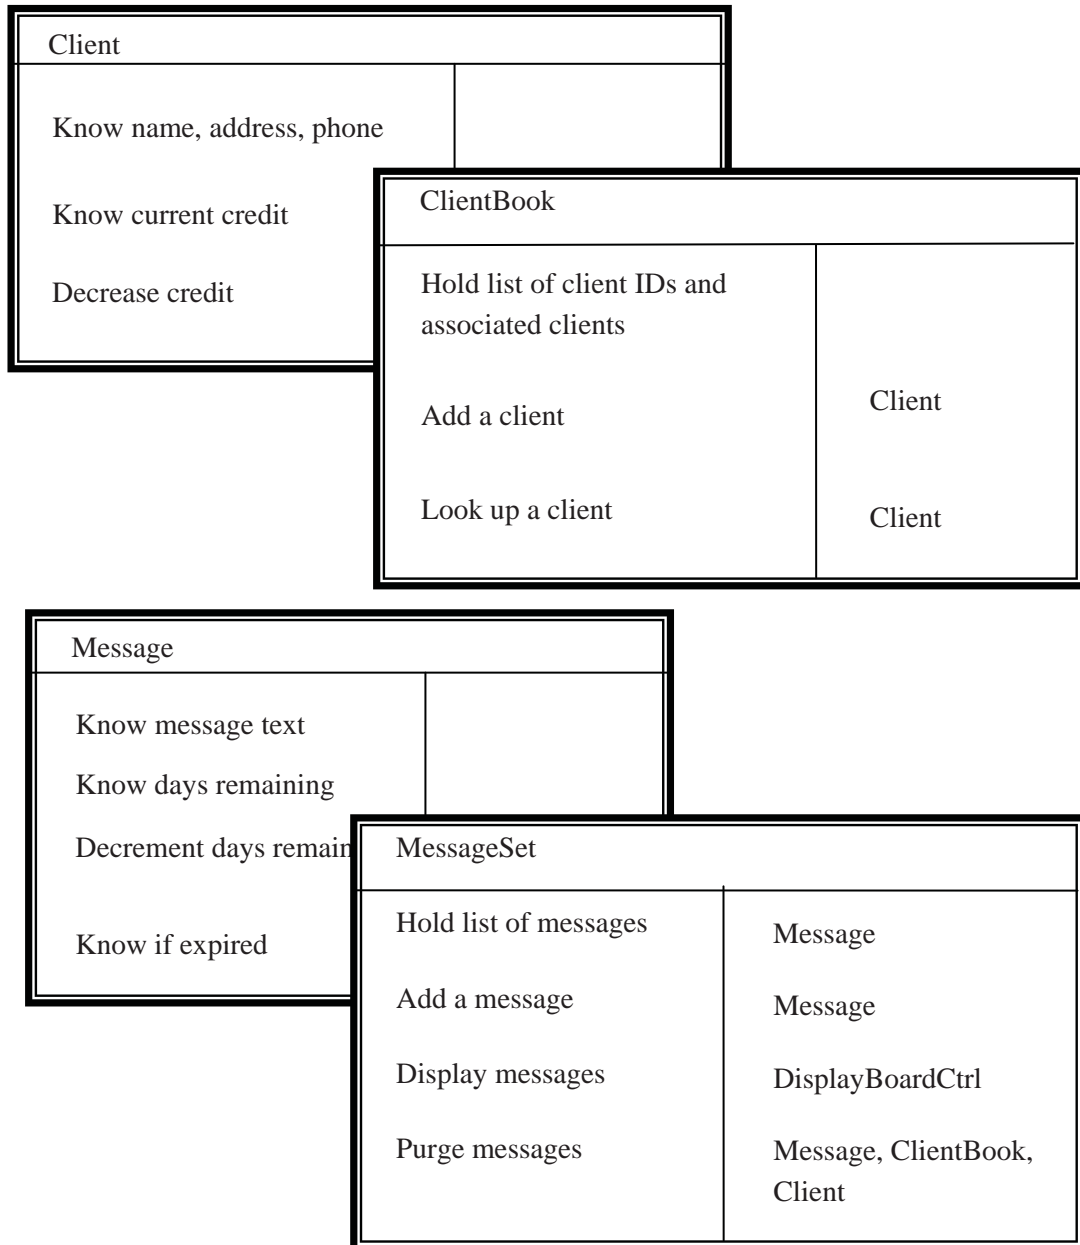 Client
Know name, address, phone
Know current credit
Decrease credit
ClientBook
Hold list of client IDs and
associated clients
Add a client
Client
Look up a client
Client
Message
Know message text
Know days remaining
Decrement days remain
Know if expired
MessageSet
Hold list of messages
Message
Add a message
Message
Display messages
DisplayBoardCtrl
Purge messages
Message, ClientBook,
Client